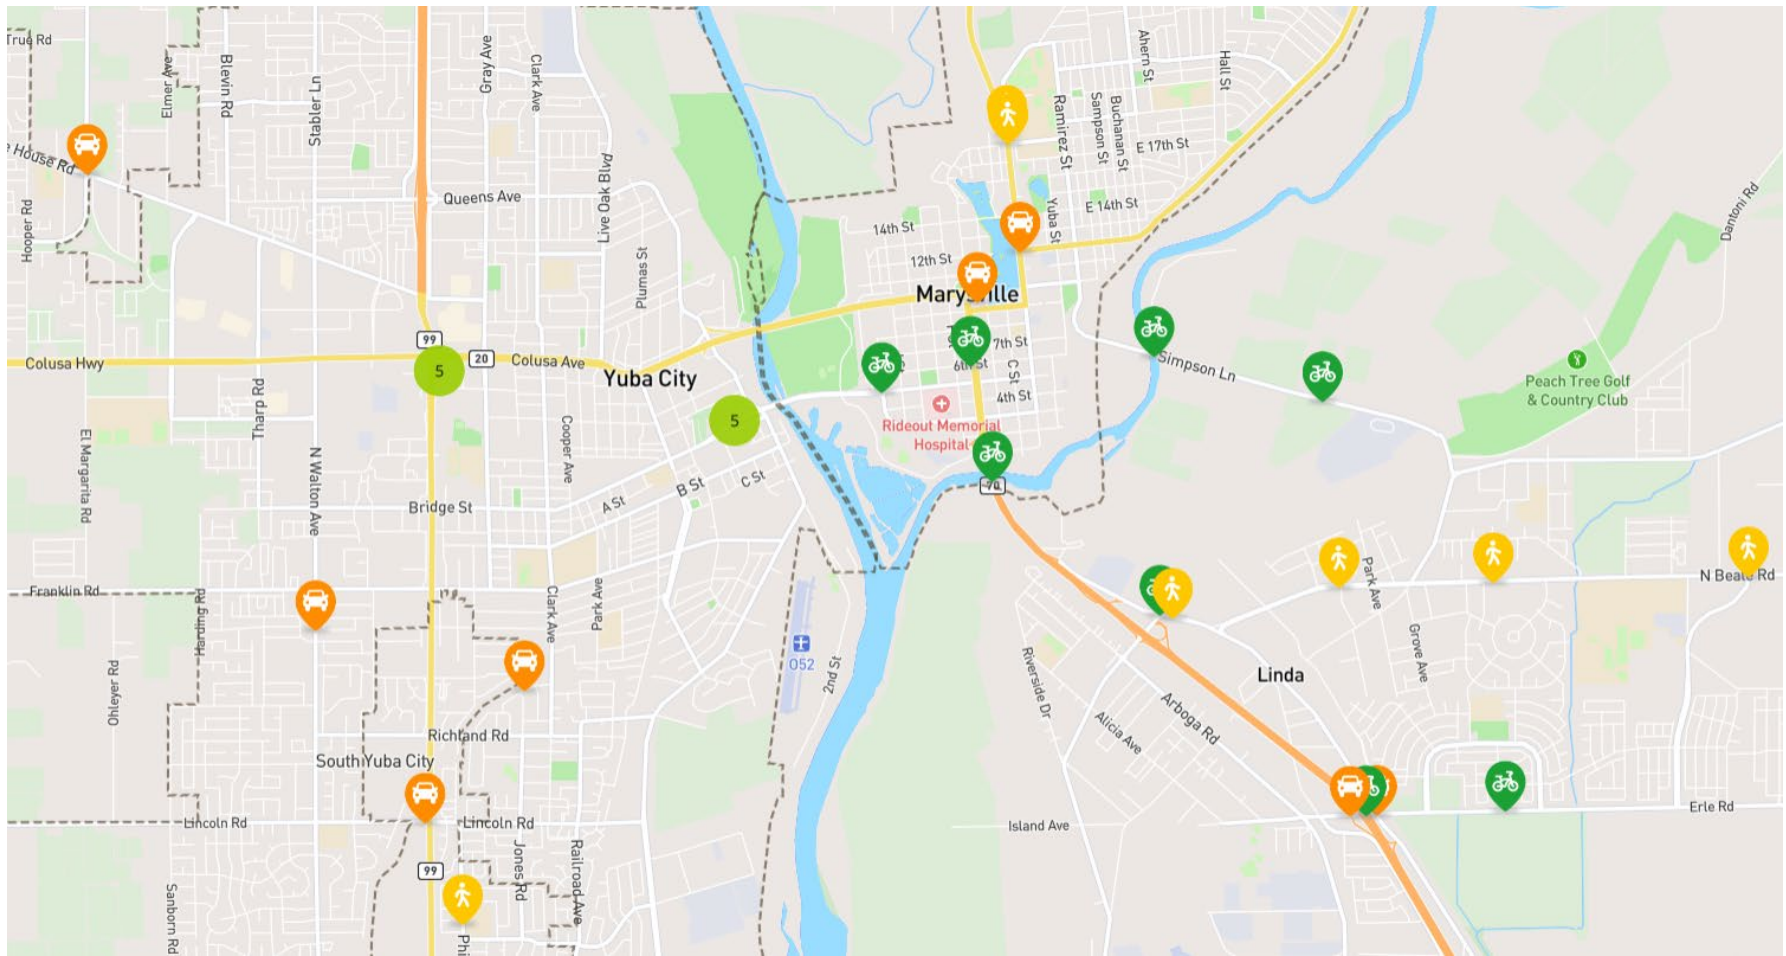 True Rd
Elmer Ave
Blevin Rd
Stabler Ln
Gray Ave
Clark Ave
Live Oak Blvd
Plumas St
Ahern St
Hall St
Ramirez St
Sampson St
Buchanan St
E 17th St
E 14th St
Yuba St
14th St
12th St
Dantoni Rd
House Rd
Hooper Rd
Queens Ave
Marysville
99
20
Colusa Hwy
Colusa Ave
Yuba City
5
5
7th St
6th St
C St
4th St
Simpson Ln
Peach Tree Golf
& Country Club
Rideout Memorial
Hospital
70
Tharp Rd
El Margarita Rd
N Walton Ave
Cooper Ave
Bridge St
A St
B St
C St
Franklin Rd
Harding Rd
Clark Ave
Park Ave
Ohleyer Rd
O52
2nd St
Richland Rd
South Yuba City
Lincoln Rd
Lincoln Rd
99
Jones Rd
Railroad Ave
Sanborn Rd
Phi
Riverside Dr
Alicia Ave
Arboga Rd
Linda
Park Ave
Grove Ave
N Beale Rd
Island Ave
Erle Rd